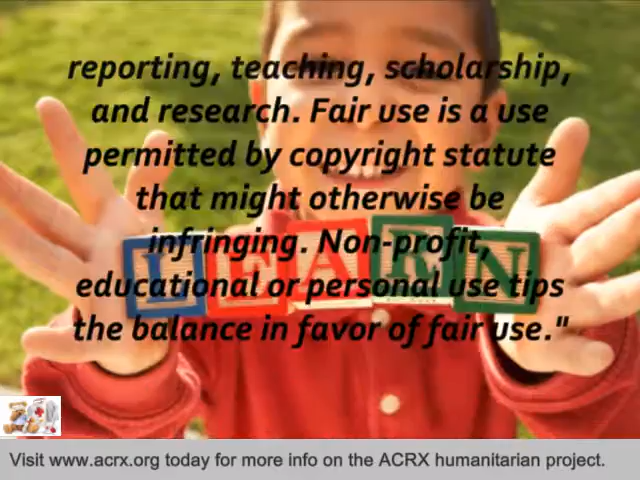 reporting, teaching, scholarship,
and research. Fair use is a use
permitted by copyright statute
that might otherwise be
infringing. Non-profit,
educational or personal use tips
the balance in favor of fair use."
LEARN
Visit www.acrx.org today for more info on the ACRX humanitarian project.